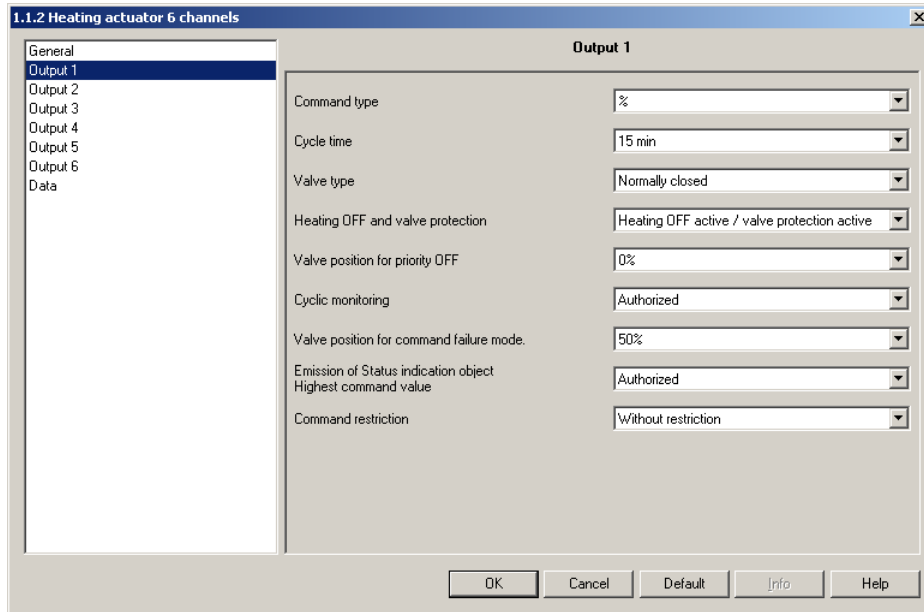 1.1.2 Heating actuator 6 channels
General
Output 1
Output 2
Output 3
Output 4
Output 5
Output 6
Data
Output 1
Command type
%
Cycle time
15 min
Valve type
Normally closed
Heating OFF and valve protection
Heating OFF active / valve protection active
Valve position for priority OFF
0%
Cyclic monitoring
Authorized
Valve position for command failure mode.
50%
Emission of Status indication object
Highest command value
Authorized
Command restriction
Without restriction
OK
Cancel
Default
Info
Help